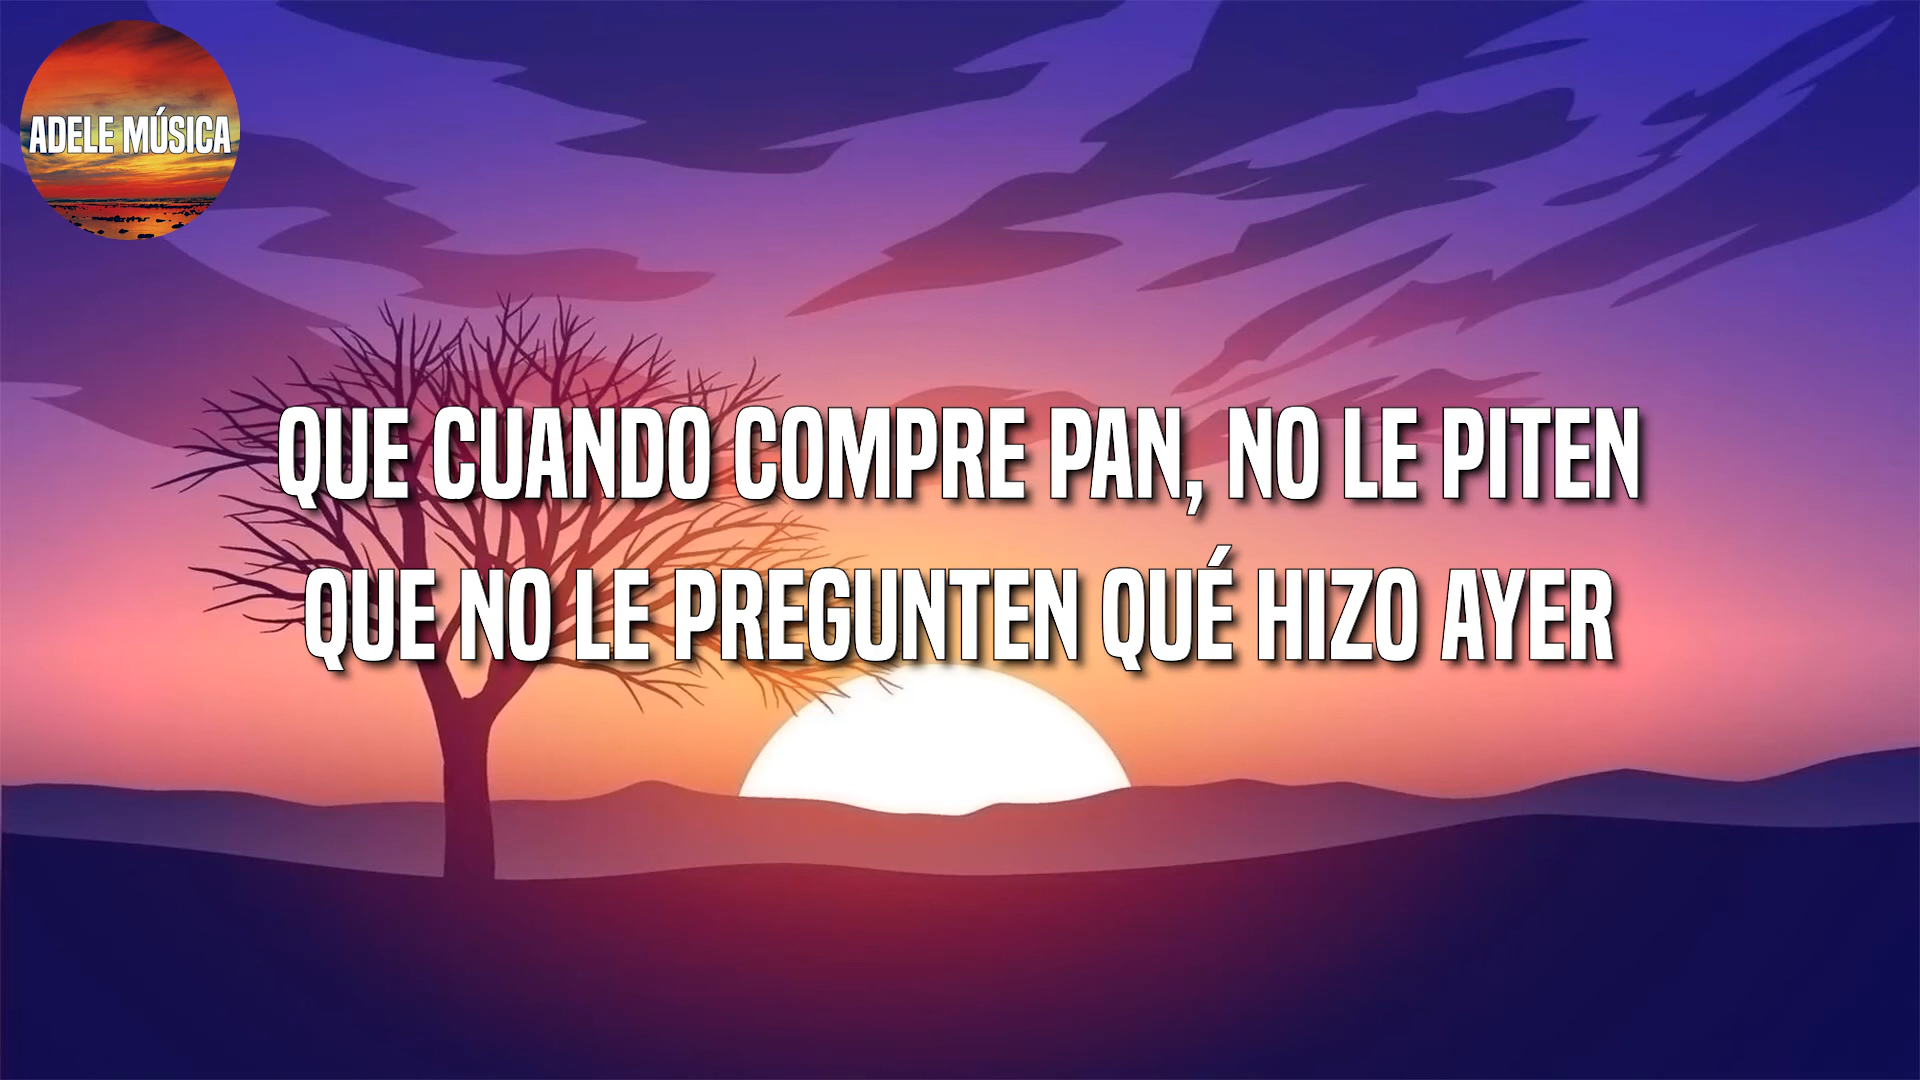 ADELE MÚSICA
QUE CUANDO COMPRE PAN, NO LE PITEN
QUE NO LE PREGUNTEN QUÉ HIZO AYER